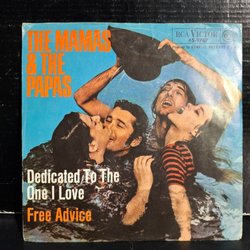 THE MAMAS
& THE
PAPAS
RCA VICTOR
Dedicated To The
One I Love
Free Advice